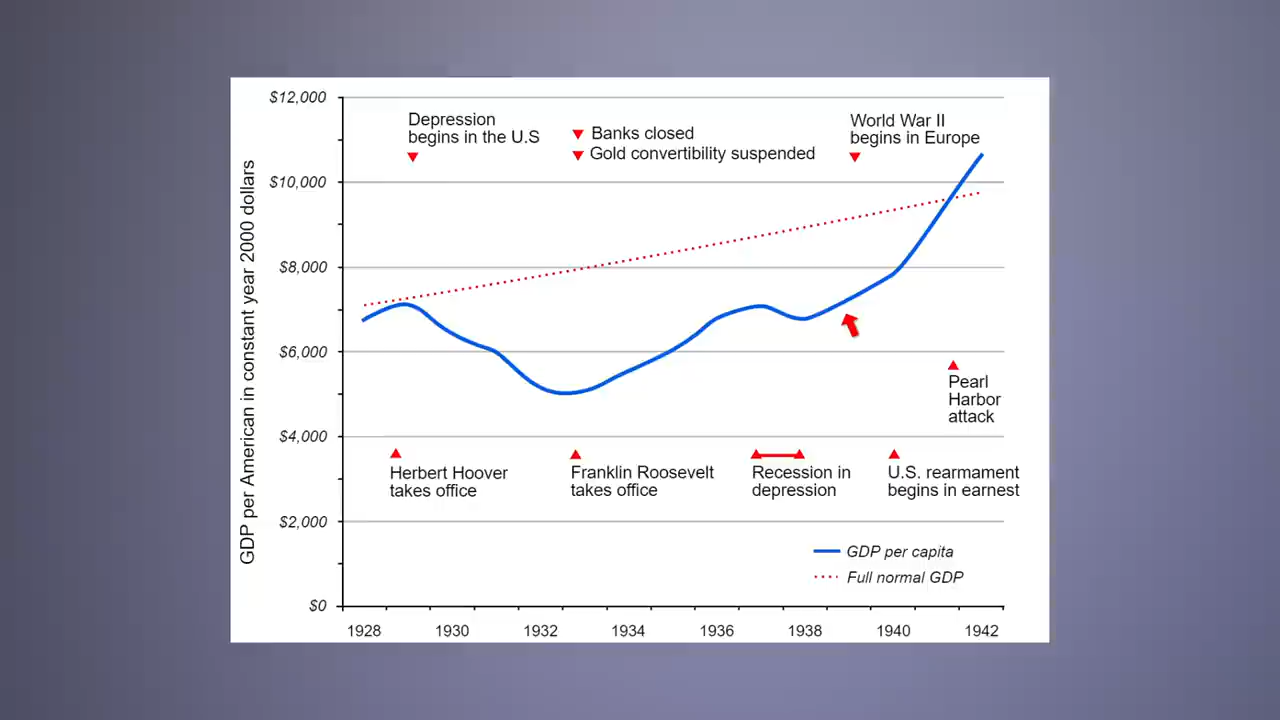 $12,000
Depression
begins in the U.S
Banks closed
Gold convertibility suspended
World War II
begins in Europe
$10,000
$8,000
$6,000
$4,000
$2,000
$0
GDP per American in constant year 2000 dollars
Pearl
Harbor
attack
Herbert Hoover
takes office
Franklin Roosevelt
takes office
Recession in
depression
U.S. rearmament
begins in earnest
GDP per capita
Full normal GDP
1928 1930 1932 1934 1936 1938 1940 1942